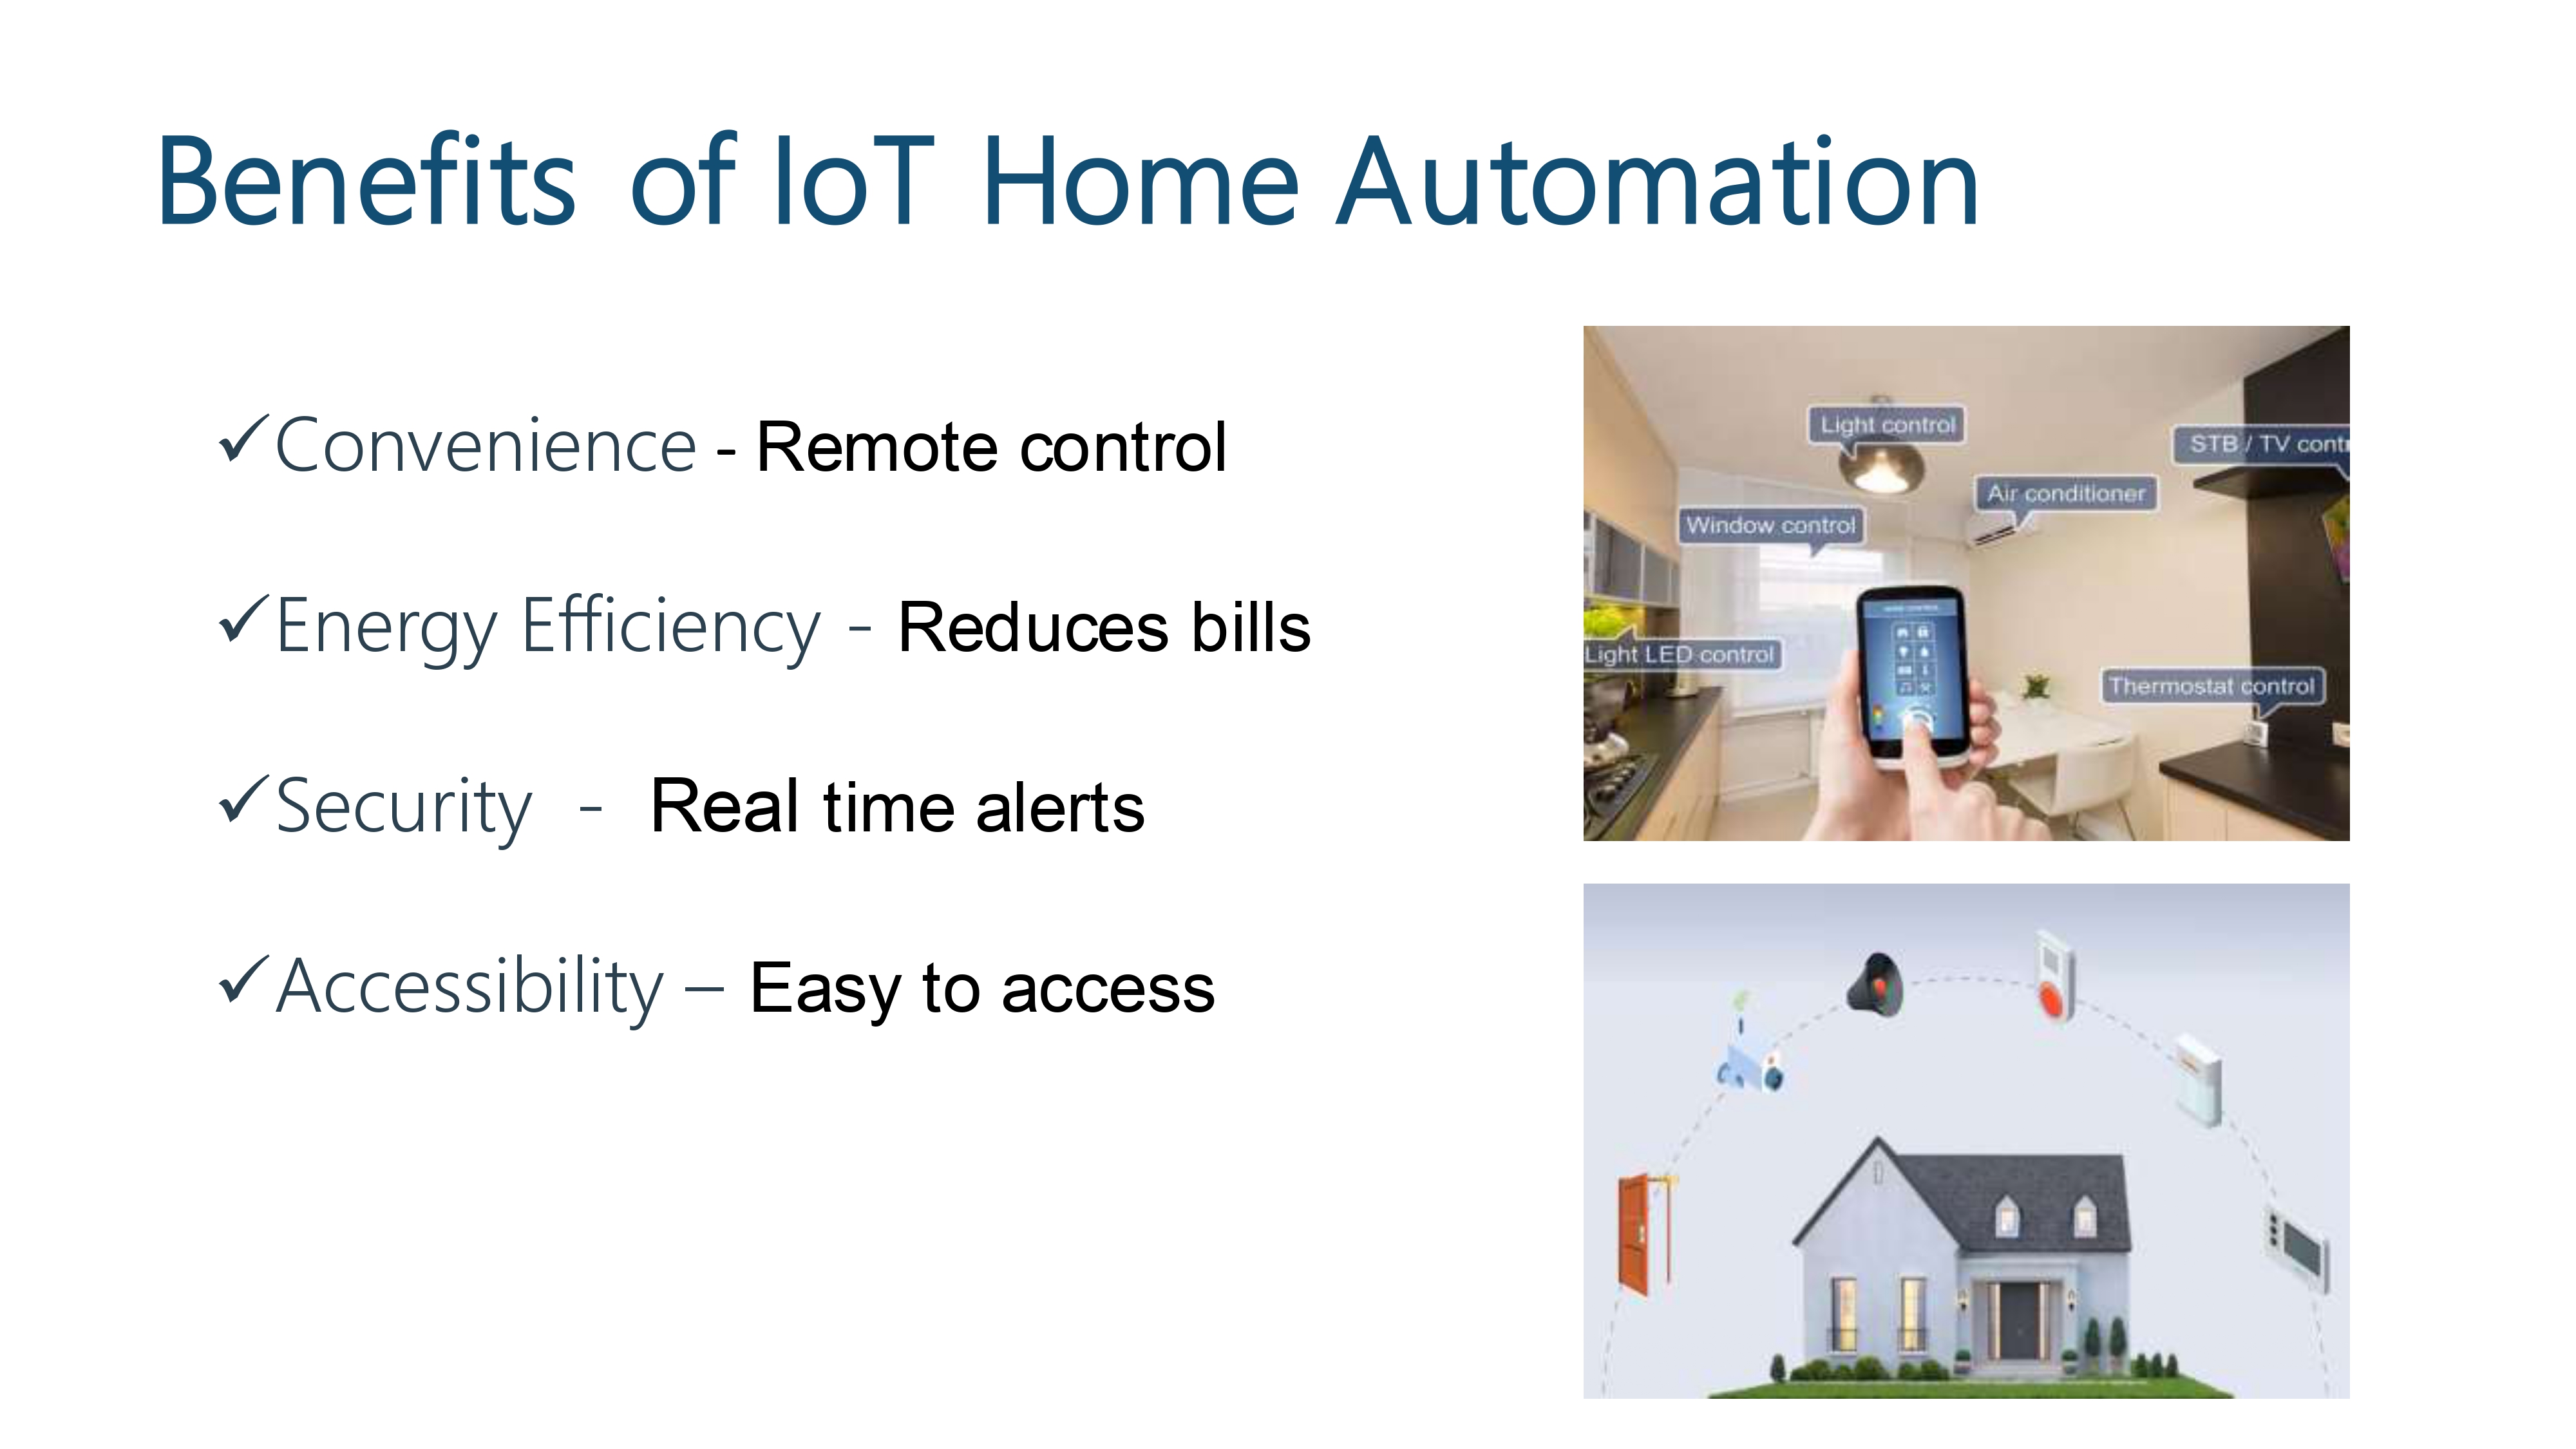 Benefits of IoT Home Automation
✓Convenience - Remote control
✓Energy Efficiency - Reduces bills
✓Security - Real time alerts
✓Accessibility – Easy to access
Light control
STB / TV contr
Air conditioner
Window control
Light LED control
Thermostat control